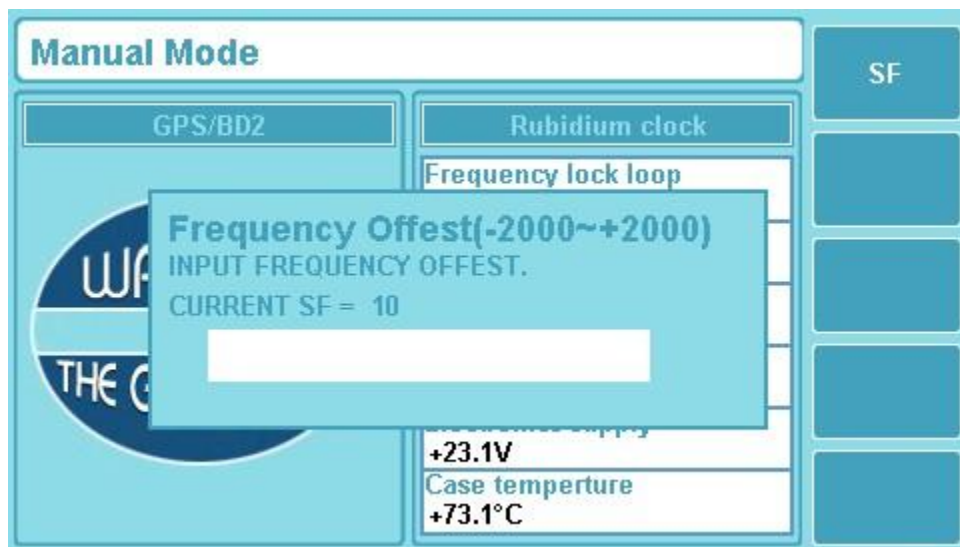 Manual Mode
SF
GPS/BD2
Rubidium clock
Frequency lock loop
Frequency Offest(-2000~+2000)
INPUT FREQUENCY OFFEST.
CURRENT SF = 10
THE
+23.1V
Case temperture
+73.1°C